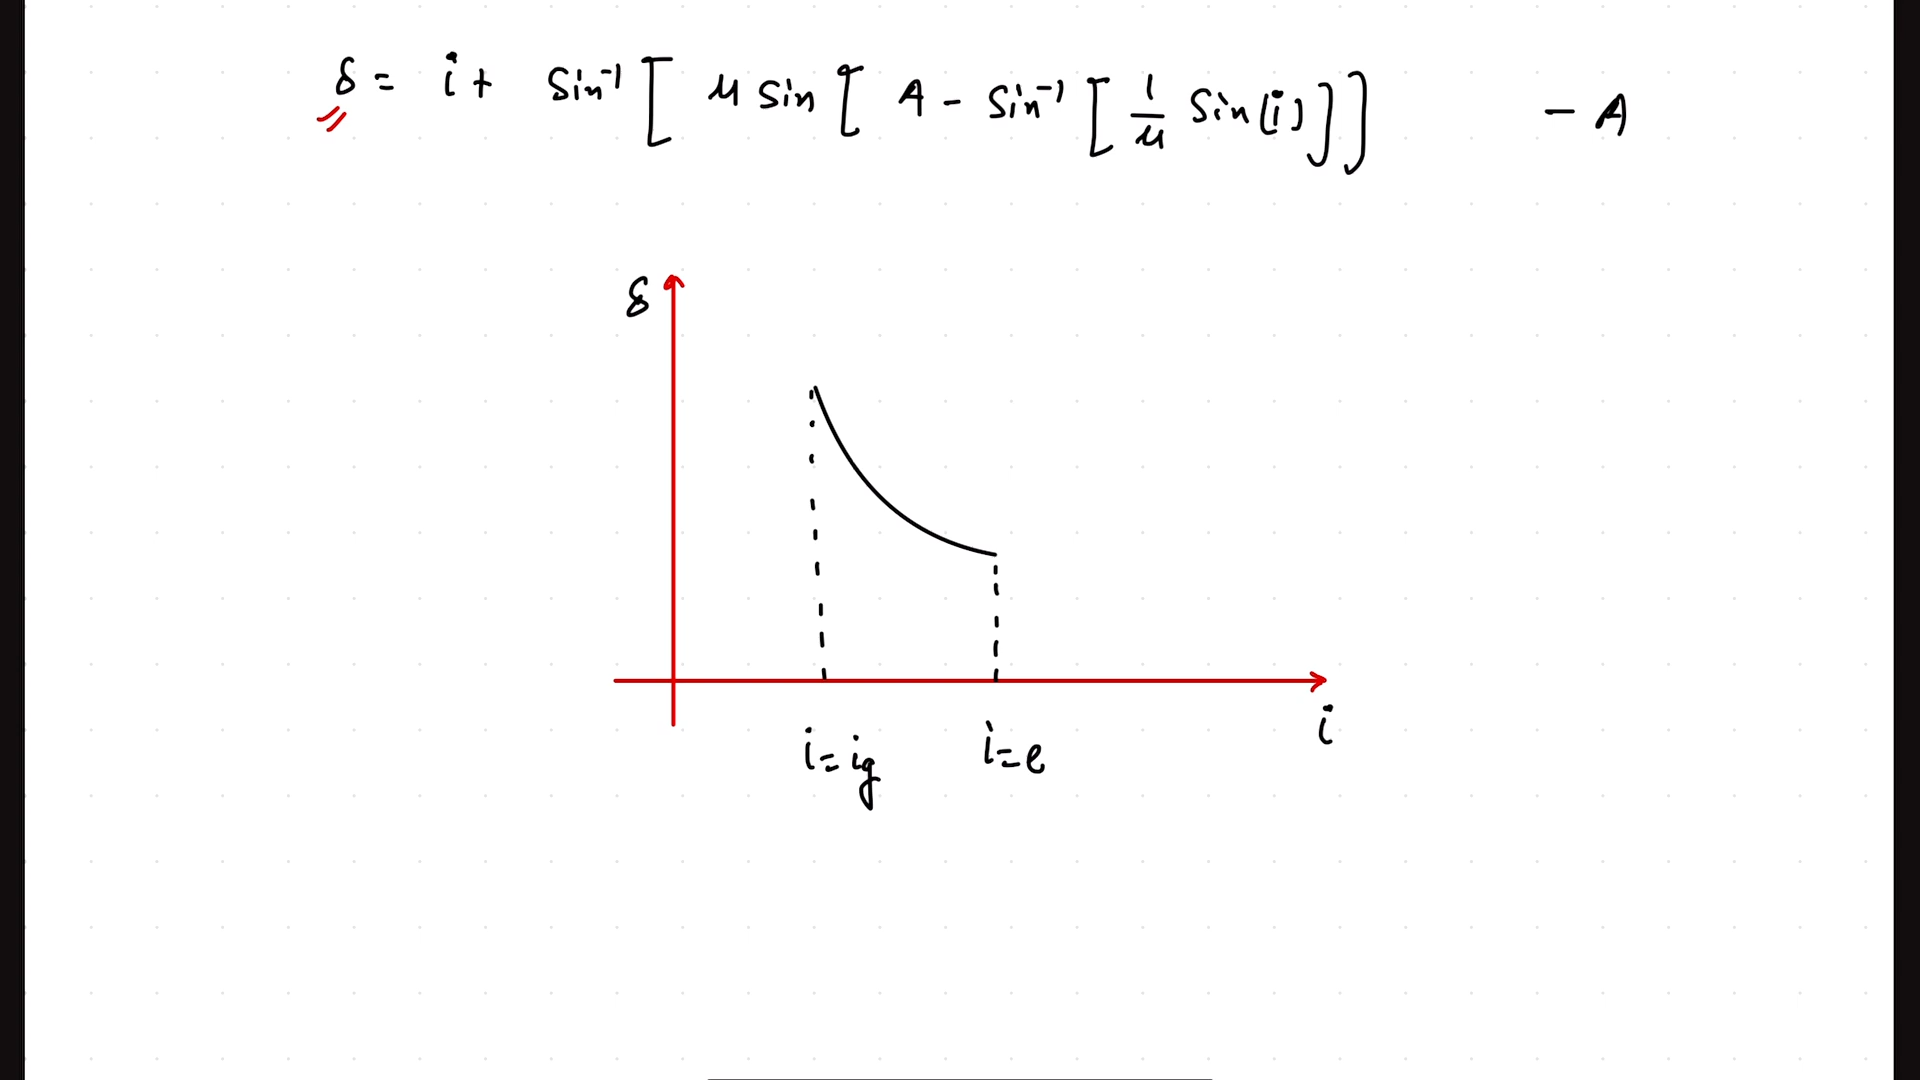 δ = i + Sin⁻¹ [ μ Sin [ A - Sin⁻¹ [ 1/μ Sin(i) ] ] - A
δ
i
i = ig i = e